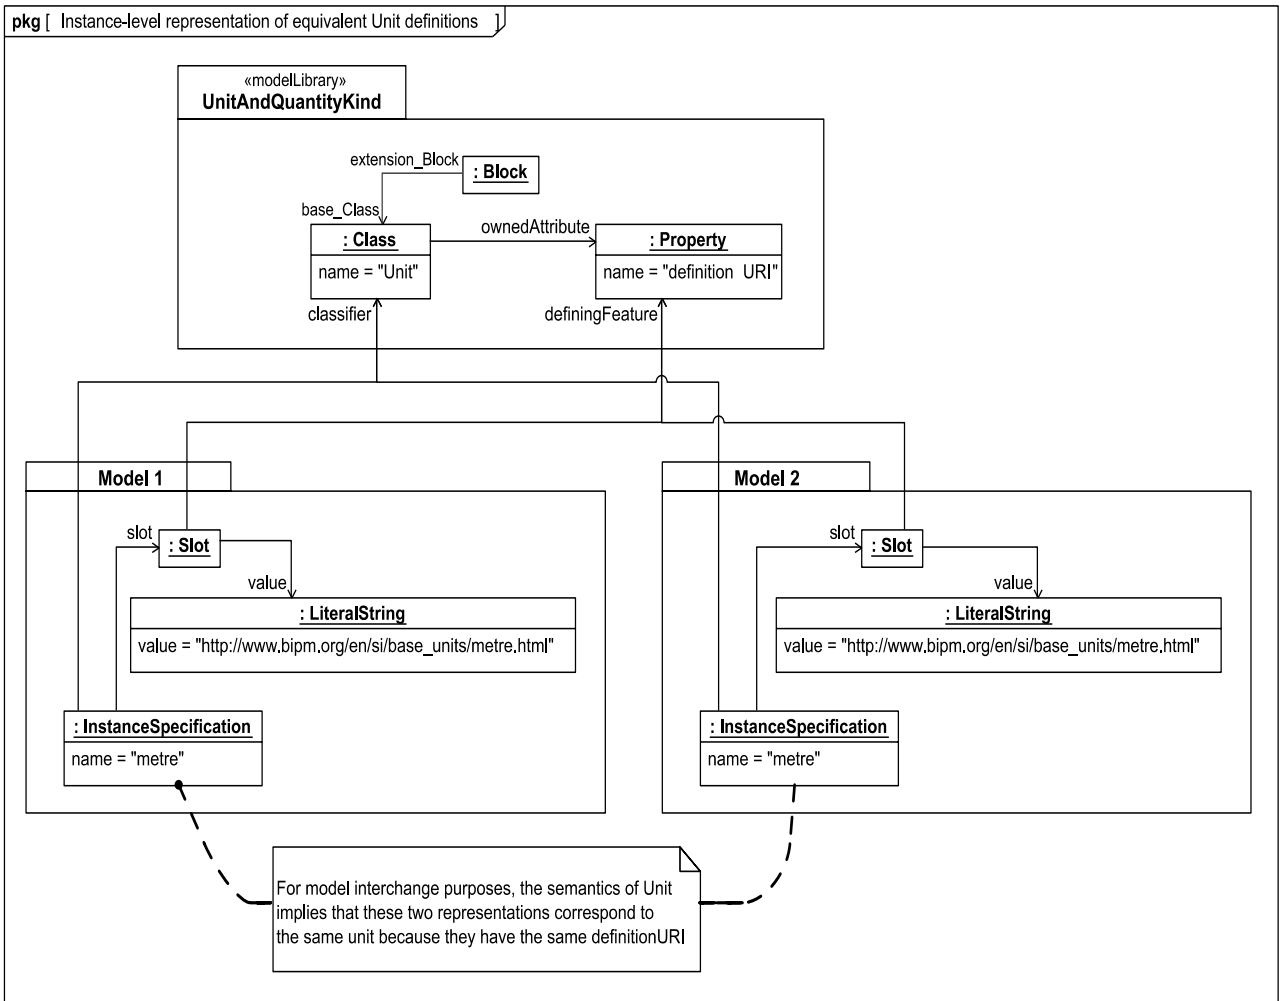 pkg [ Instance-level representation of equivalent Unit definitions ]
«modelLibrary»
UnitAndQuantityKind
extension_Block
: Block
base_Class
ownedAttribute
: Class
name = "Unit"
: Property
name = "definition URI"
classifier
definingFeature
Model 1
slot
: Slot
value
: LiteralString
value = "http://www.bipm.org/en/si/base_units/metre.html"
: InstanceSpecification
name = "metre"
Model 2
slot
: Slot
value
: LiteralString
value = "http://www.bipm.org/en/si/base_units/metre.html"
: InstanceSpecification
name = "metre"
For model interchange purposes, the semantics of Unit
implies that these two representations correspond to
the same unit because they have the same definitionURI